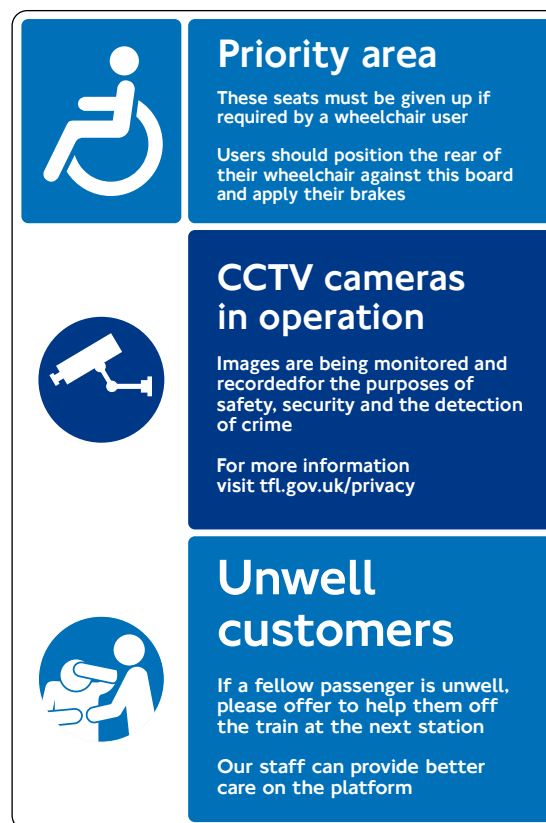 Priority area
These seats must be given up if
required by a wheelchair user
Users should position the rear of
their wheelchair against this board
and apply their brakes
CCTV cameras
in operation
Images are being monitored and
recordedfor the purposes of
safety, security and the detection
of crime
For more information
visit tfl.gov.uk/privacy
Unwell
customers
If a fellow passenger is unwell,
please offer to help them off
the train at the next station
Our staff can provide better
care on the platform